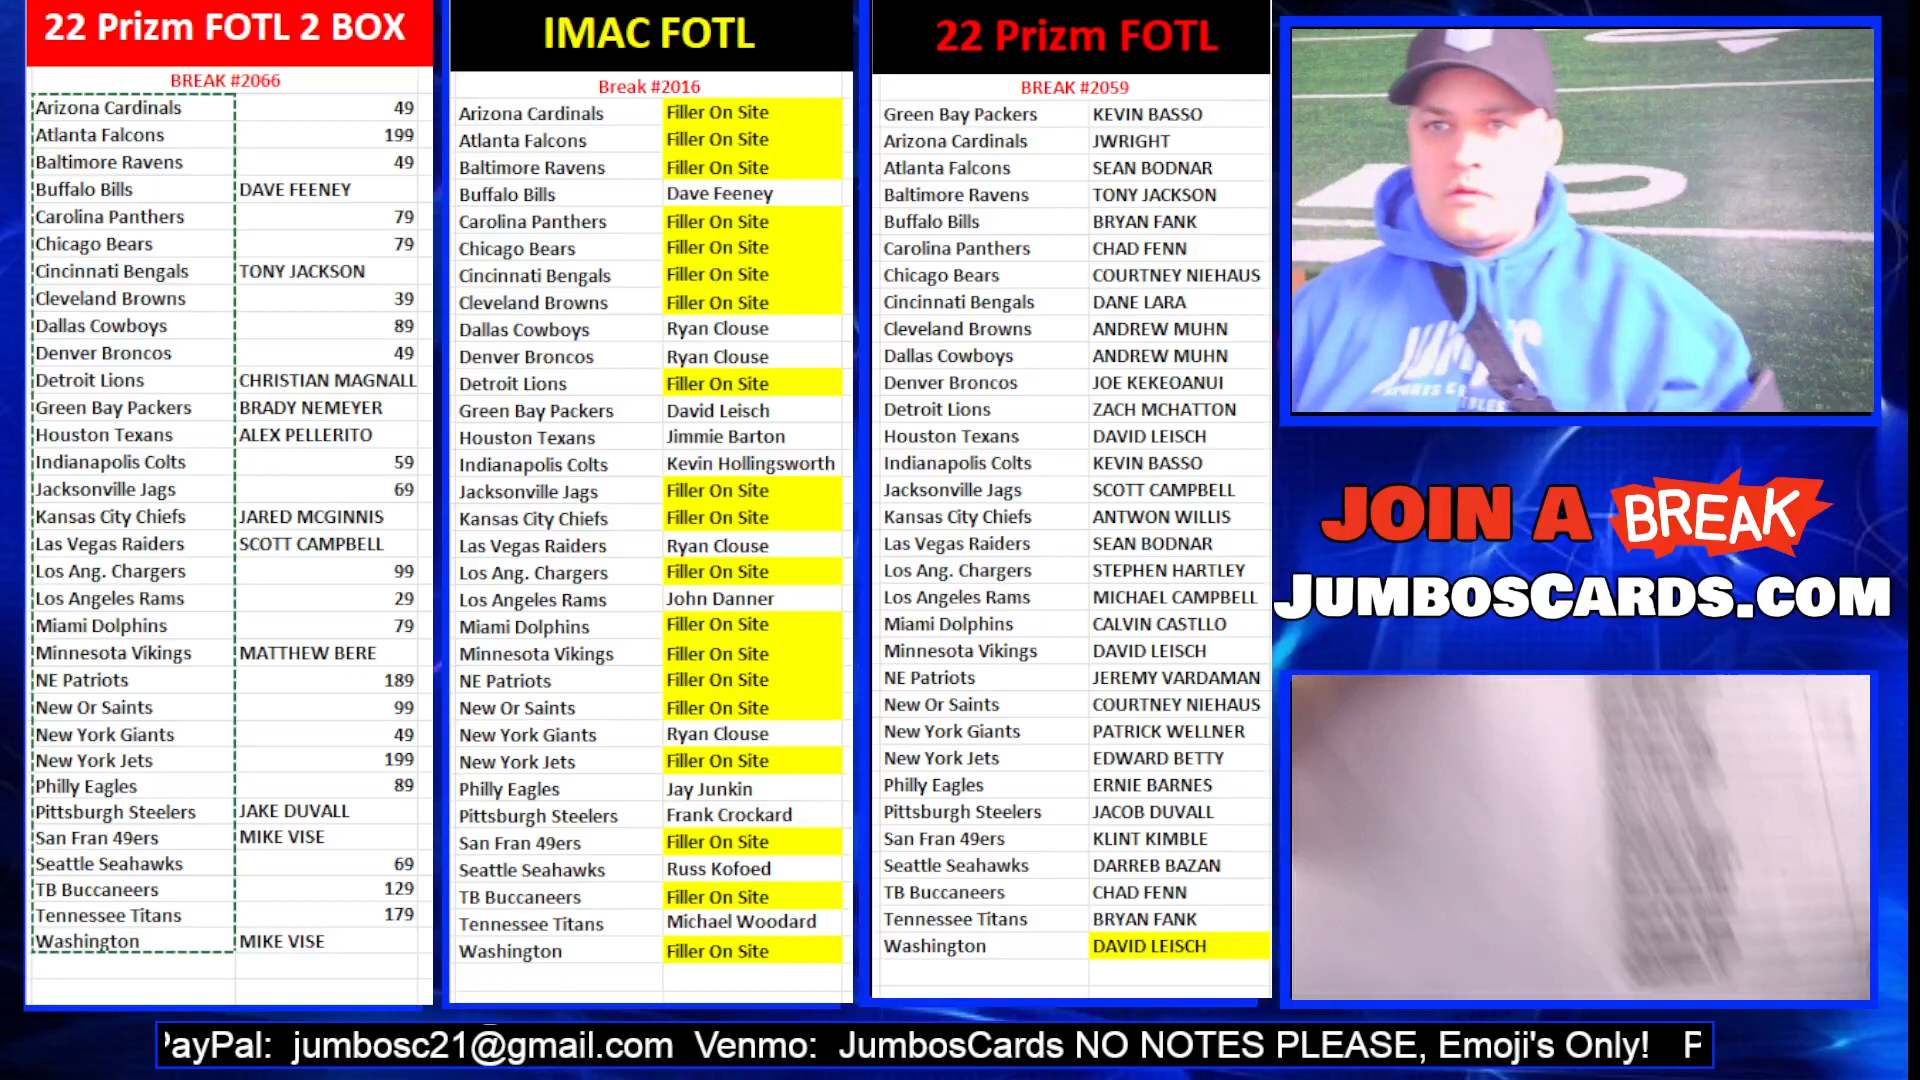 22 Prizm FOTL 2 BOX
BREAK #2066
Arizona Cardinals 49
Atlanta Falcons 199
Baltimore Ravens 49
Buffalo Bills DAVE FEENEY
Carolina Panthers 79
Chicago Bears 79
Cincinnati Bengals TONY JACKSON
Cleveland Browns 39
Dallas Cowboys 89
Denver Broncos 49
Detroit Lions CHRISTIAN MAGNALL
Green Bay Packers BRADY NEMEYER
Houston Texans ALEX PELLERITO
Indianapolis Colts 59
Jacksonville Jags 69
Kansas City Chiefs JARED MCGINNIS
Las Vegas Raiders SCOTT CAMPBELL
Los Ang. Chargers 99
Los Angeles Rams 29
Miami Dolphins 79
Minnesota Vikings MATTHEW BERE
NE Patriots 189
New Or Saints 99
New York Giants 49
New York Jets 199
Philly Eagles 89
Pittsburgh Steelers JAKE DUVALL
San Fran 49ers MIKE VISE
Seattle Seahawks 69
TB Buccaneers 129
Tennessee Titans 179
Washington MIKE VISE
IMAC FOTL
Break #2016
Arizona Cardinals Filler On Site
Atlanta Falcons Filler On Site
Baltimore Ravens Filler On Site
Buffalo Bills Dave Feeney
Carolina Panthers Filler On Site
Chicago Bears Filler On Site
Cincinnati Bengals Filler On Site
Cleveland Browns Filler On Site
Dallas Cowboys Ryan Clouse
Denver Broncos Ryan Clouse
Detroit Lions Filler On Site
Green Bay Packers David Leisch
Houston Texans Jimmie Barton
Indianapolis Colts Kevin Hollingsworth
Jacksonville Jags Filler On Site
Kansas City Chiefs Filler On Site
Las Vegas Raiders Ryan Clouse
Los Ang. Chargers Filler On Site
Los Angeles Rams John Danner
Miami Dolphins Filler On Site
Minnesota Vikings Filler On Site
NE Patriots Filler On Site
New Or Saints Filler On Site
New York Giants Ryan Clouse
New York Jets Filler On Site
Philly Eagles Jay Junkin
Pittsburgh Steelers Frank Crockard
San Fran 49ers Filler On Site
Seattle Seahawks Russ Kofoed
TB Buccaneers Filler On Site
Tennessee Titans Michael Woodard
Washington Filler On Site
22 Prizm FOTL
BREAK #2059
Green Bay Packers KEVIN BASSO
Arizona Cardinals JWRIGHT
Atlanta Falcons SEAN BODNAR
Baltimore Ravens TONY JACKSON
Buffalo Bills BRYAN FANK
Carolina Panthers CHAD FENN
Chicago Bears COURTNEY NIEHAUS
Cincinnati Bengals DANE LARA
Cleveland Browns ANDREW MUHN
Dallas Cowboys ANDREW MUHN
Denver Broncos JOE KEKEOANUI
Detroit Lions ZACH MCHATTON
Houston Texans DAVID LEISCH
Indianapolis Colts KEVIN BASSO
Jacksonville Jags SCOTT CAMPBELL
Kansas City Chiefs ANTWON WILLIS
Las Vegas Raiders SEAN BODNAR
Los Ang. Chargers STEPHEN HARTLEY
Los Angeles Rams MICHAEL CAMPBELL
Miami Dolphins CALVIN CASTLLO
Minnesota Vikings DAVID LEISCH
NE Patriots JEREMY VARDAMAN
New Or Saints COURTNEY NIEHAUS
New York Giants PATRICK WELLNER
New York Jets EDWARD BETTY
Philly Eagles ERNIE BARNES
Pittsburgh Steelers JACOB DUVALL
San Fran 49ers KLINT KIMBLE
Seattle Seahawks DARREB BAZAN
TB Buccaneers CHAD FENN
Tennessee Titans BRYAN FANK
Washington DAVID LEISCH
JOIN A BREAK
JUMBOSCARDS.COM
PayPal: jumbosc21@gmail.com Venmo: JumbosCards NO NOTES PLEASE, Emoji's Only! P